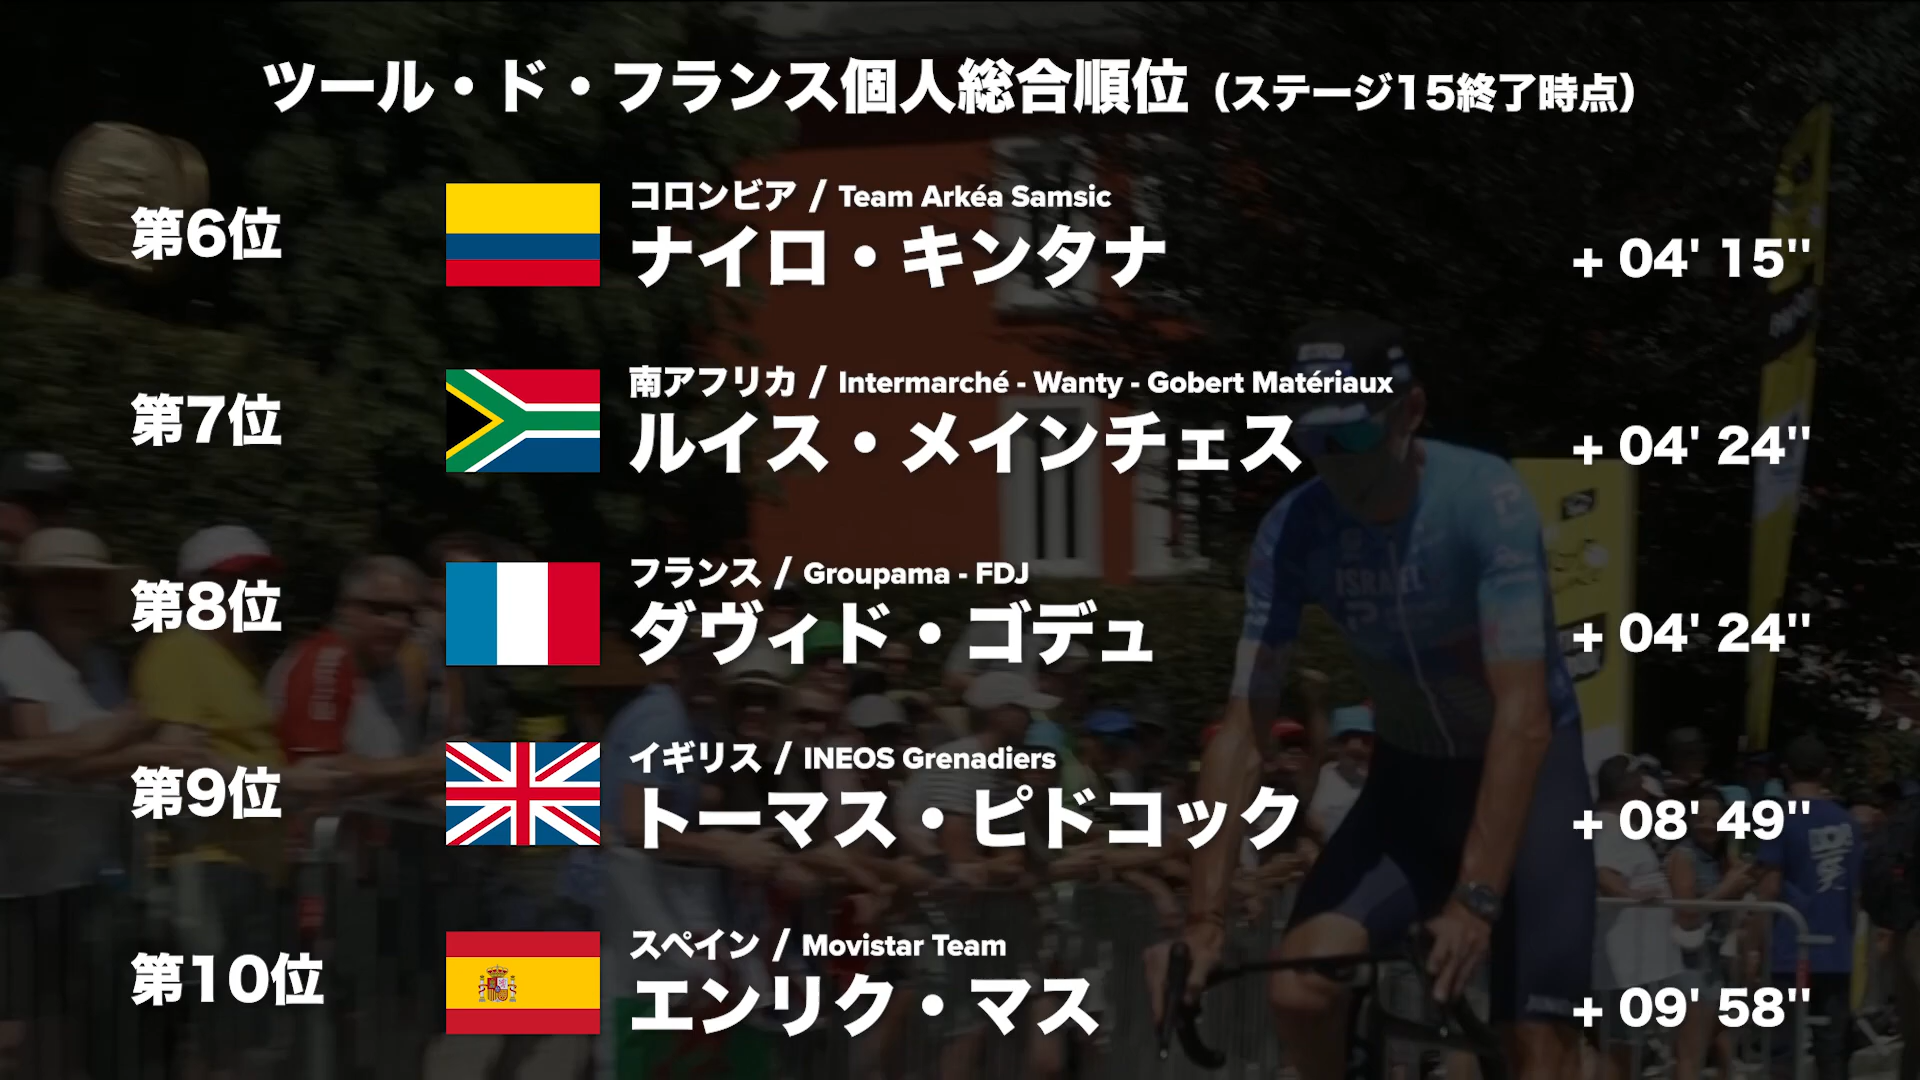 ツール・ド・フランス個人総合順位（ステージ15終了時点）
第6位
コロンビア / Team Arkéa Samsic
ナイロ・キンタナ
+ 04' 15''
第7位
南アフリカ / Intermarché - Wanty - Gobert Matériaux
ルイス・メインチェス
+ 04' 24''
第8位
フランス / Groupama - FDJ
ダヴィド・ゴデュ
+ 04' 24''
第9位
イギリス / INEOS Grenadiers
トーマス・ピドコック
+ 08' 49''
第10位
スペイン / Movistar Team
エンリク・マス
+ 09' 58''
ISRAEL